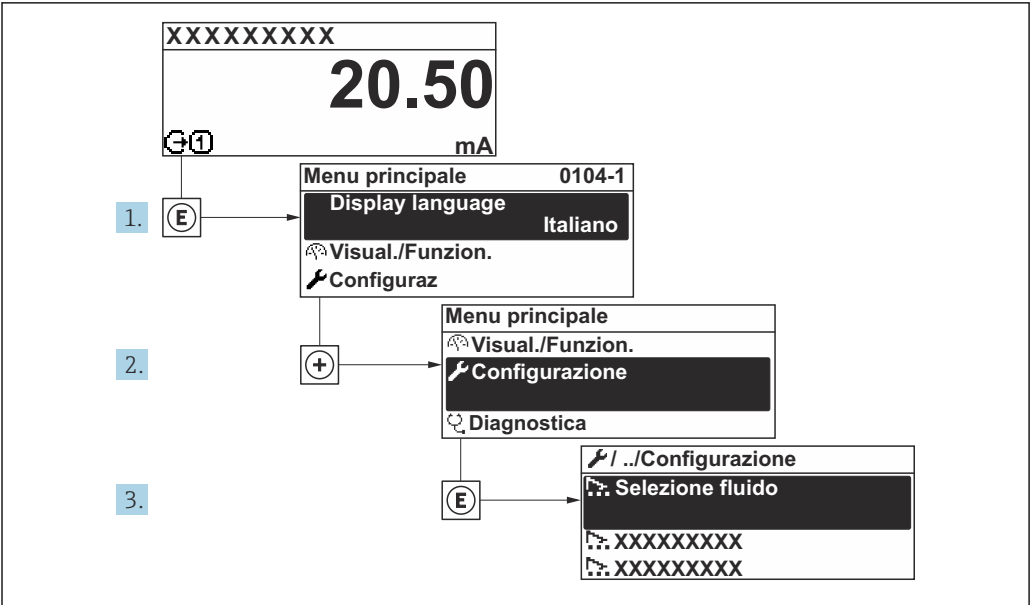 XXXXXXXXX
20.50
1
mA
Menu principale 0104-1
1. E
Display language
Italiano
Visual./Funzion.
Configuraz
Menu principale
2. +
Visual./Funzion.
Configurazione
Diagnostica
/ ../Configurazione
3. E
Selezione fluido
XXXXXXXXX
XXXXXXXXX